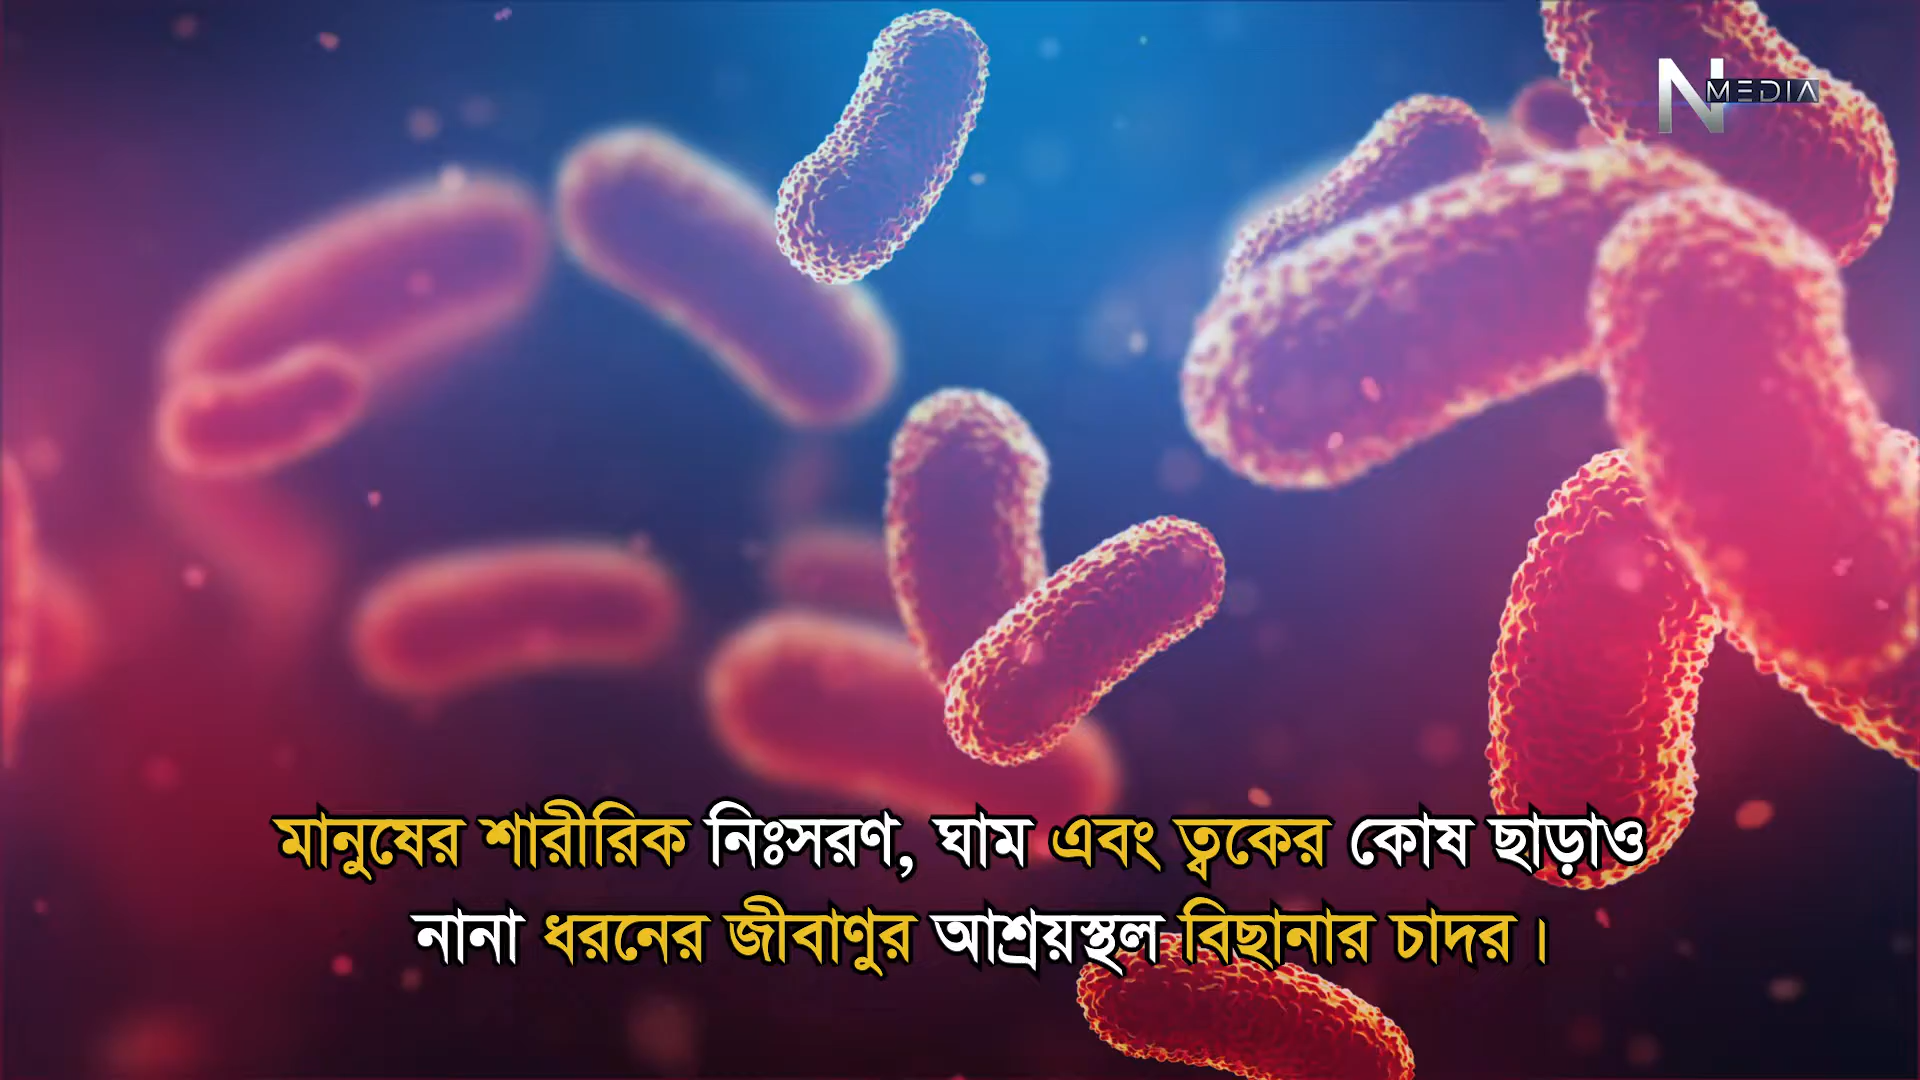 N MEDIA
মানুষের শারীরিক নিঃসরণ, ঘাম এবং ত্বকের কোষ ছাড়াও
নানা ধরনের জীবাণুর আশ্রয়স্থল বিছানার চাদর।